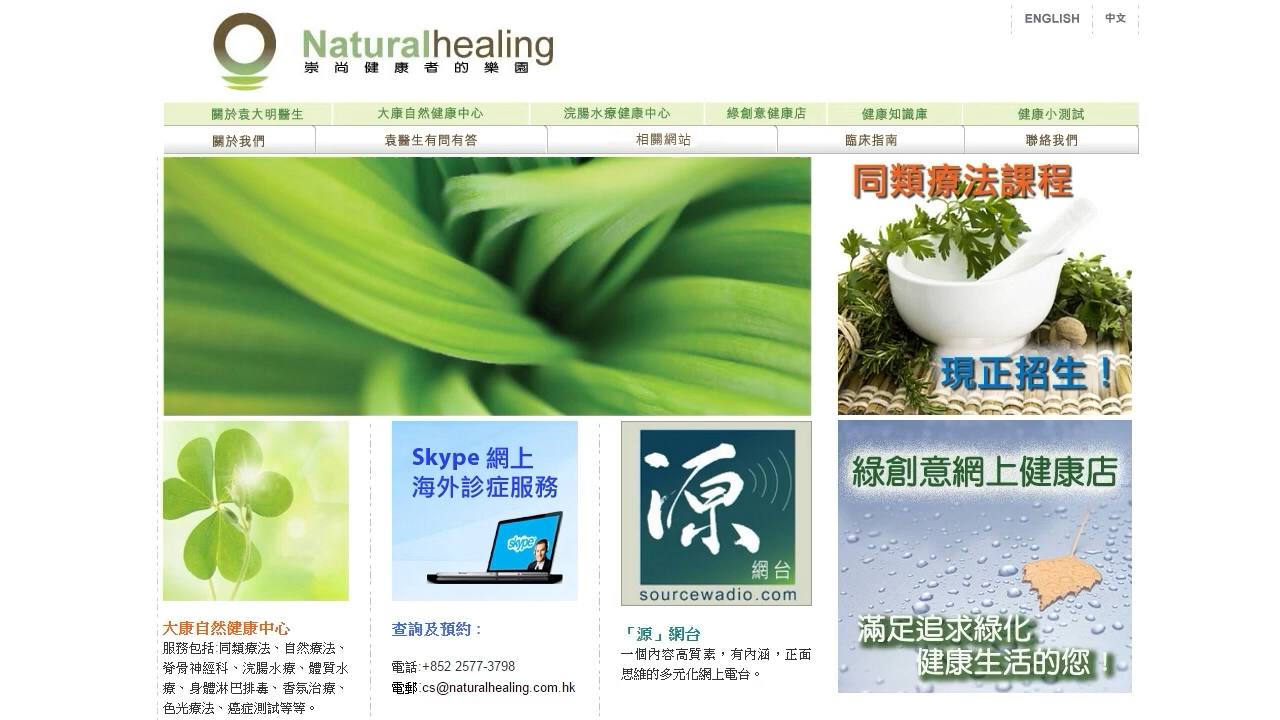 ENGLISH 中文
Naturalhealing
崇尚健康者的樂園
關於袁大明醫生 大康自然健康中心 浣腸水療健康中心 綠創意健康店 健康知識庫 健康小測試
關於我們 袁醫生有問有答 相關網站 臨床指南 聯絡我們
同類療法課程
現正招生！
Skype 網上
海外診症服務
skype
源
網台
sourcewadio.com
綠創意網上健康店
滿足追求綠化
健康生活的您！
大康自然健康中心
服務包括:同類療法、自然療法、
脊骨神經科、浣腸水療、體質水
療、身體淋巴排毒、香氛治療、
色光療法、癌症測試等等。
查詢及預約：
電話:+852 2577-3798
電郵:cs@naturalhealing.com.hk
「源」網台
一個內容高質素，有內涵，正面
思維的多元化網上電台。